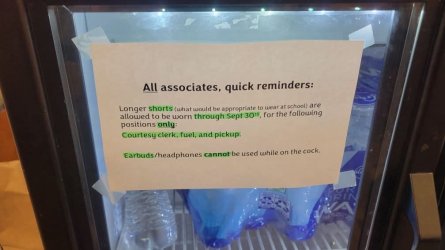 All associates, quick reminders:
Longer shorts (what would be appropriate to wear at school) are
allowed to be worn through Sept 30th, for the following
positions only:
Courtesy clerk, fuel, and pickup.
Earbuds/headphones cannot be used while on the cock.